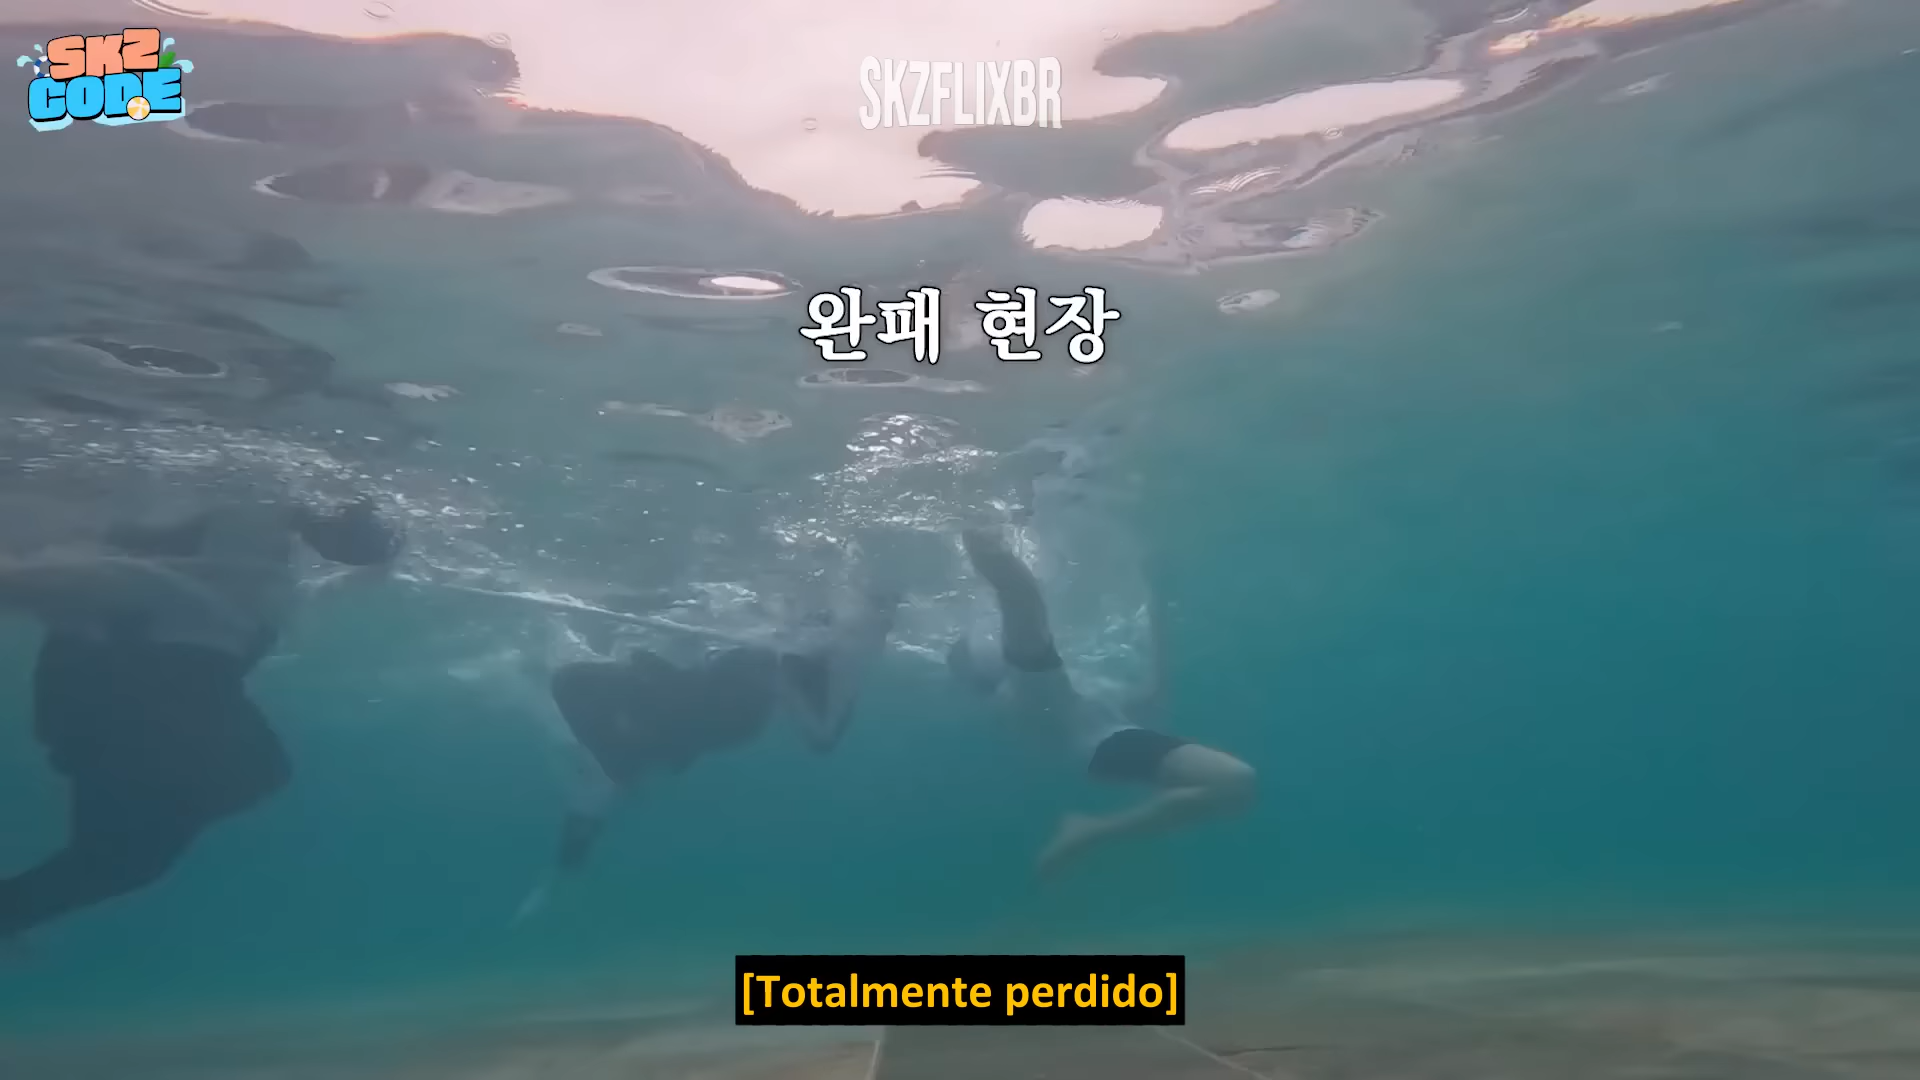 SKZ
CODE
SKZFLIXBR
완패 현장
[Totalmente perdido]